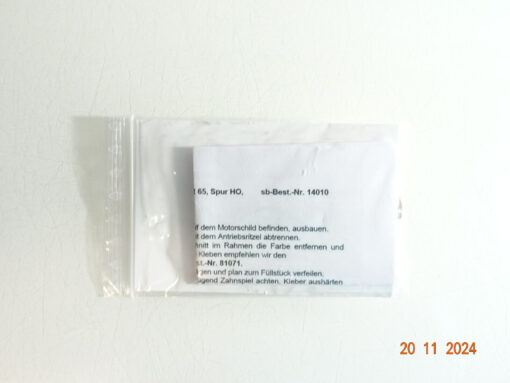 65, Spur HO, sb-Best.-Nr. 14010
dem Motorschild befinden, ausbauen.
dem Antriebsritzel abtrennen.
im Rahmen die Farbe entfernen und
Kleben empfehlen wir den
st.-Nr. 81071.
gen und plan zum Füllstück verfeilen,
Zahnspiel achten, Kleber aushärten
20 11 2024